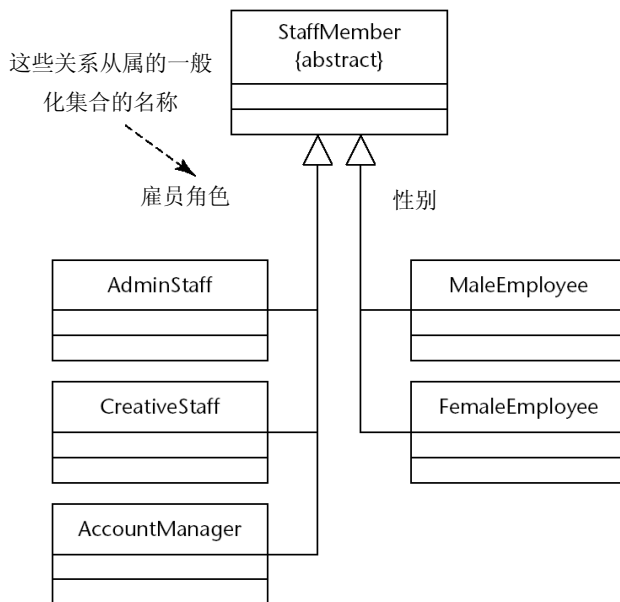 StaffMember
{abstract}
这些关系从属的一般
化集合的名称
雇员角色
性别
AdminStaff
MaleEmployee
CreativeStaff
FemaleEmployee
AccountManager